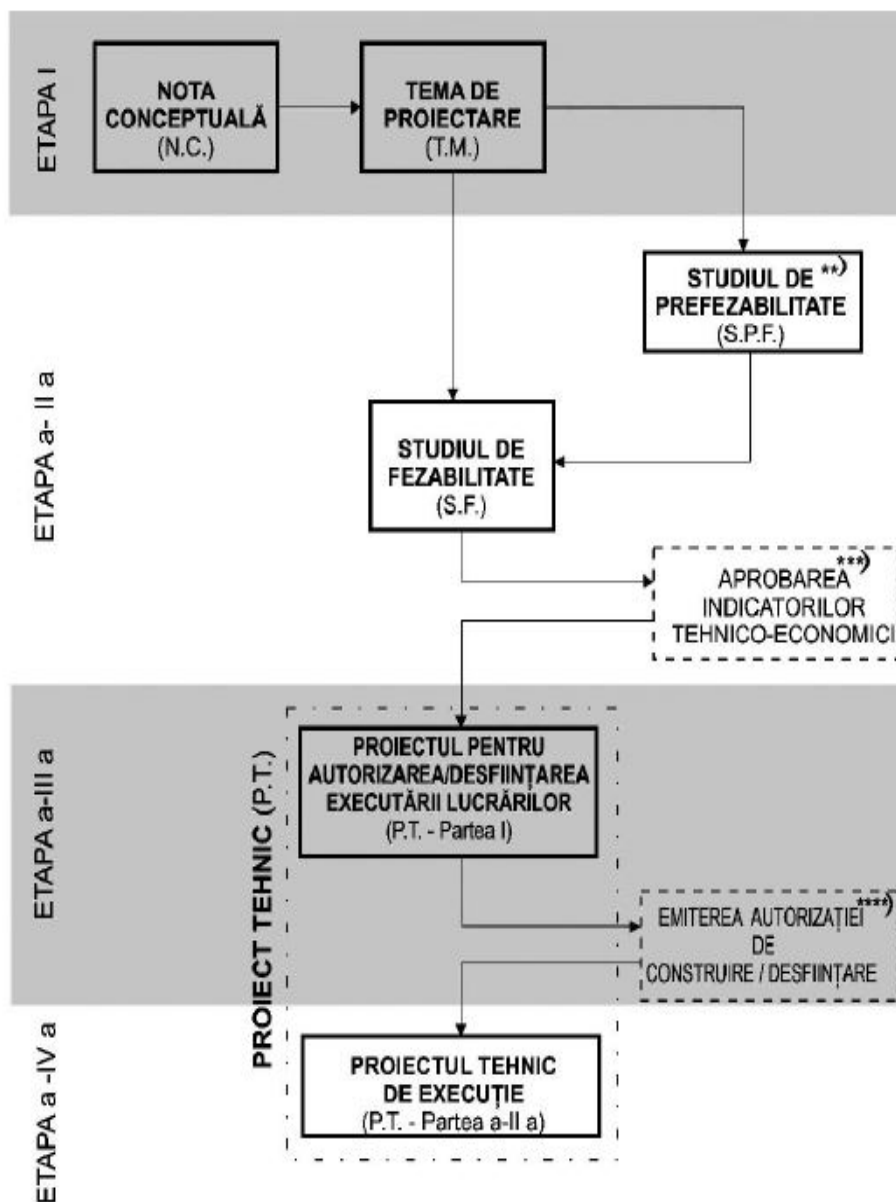 ETAPA I
NOTA
CONCEPTUALĂ
(N.C.)
TEMA DE
PROIECTARE
(T.M.)
ETAPA a- II a
STUDIUL DE **)
PREFEZABILITATE
(S.P.F.)
STUDIUL DE
FEZABILITATE
(S.F.)
APROBAREA ***)
INDICATORILOR
TEHNICO-ECONOMICI
ETAPA a-III a
PROIECT TEHNIC (P.T.)
PROIECTUL PENTRU
AUTORIZAREA/DESFIINȚAREA
EXECUTĂRII LUCRĂRILOR
(P.T. - Partea I)
EMITEREA AUTORIZAȚIEI ****)
DE
CONSTRUIRE / DESFIINȚARE
ETAPA a -IV a
PROIECTUL TEHNIC
DE EXECUȚIE
(P.T. - Partea a-II a)